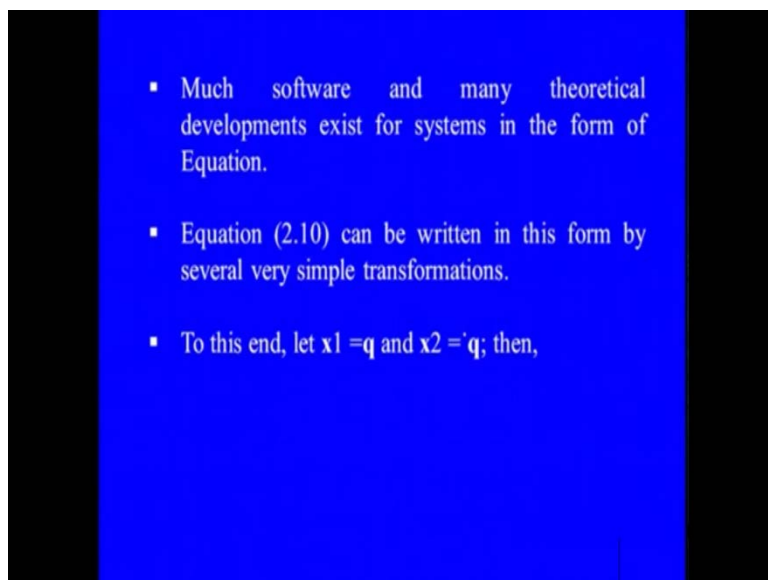 ▪ Much software and many theoretical
developments exist for systems in the form of
Equation.
▪ Equation (2.10) can be written in this form by
several very simple transformations.
▪ To this end, let x1 =q and x2 =˙q; then,